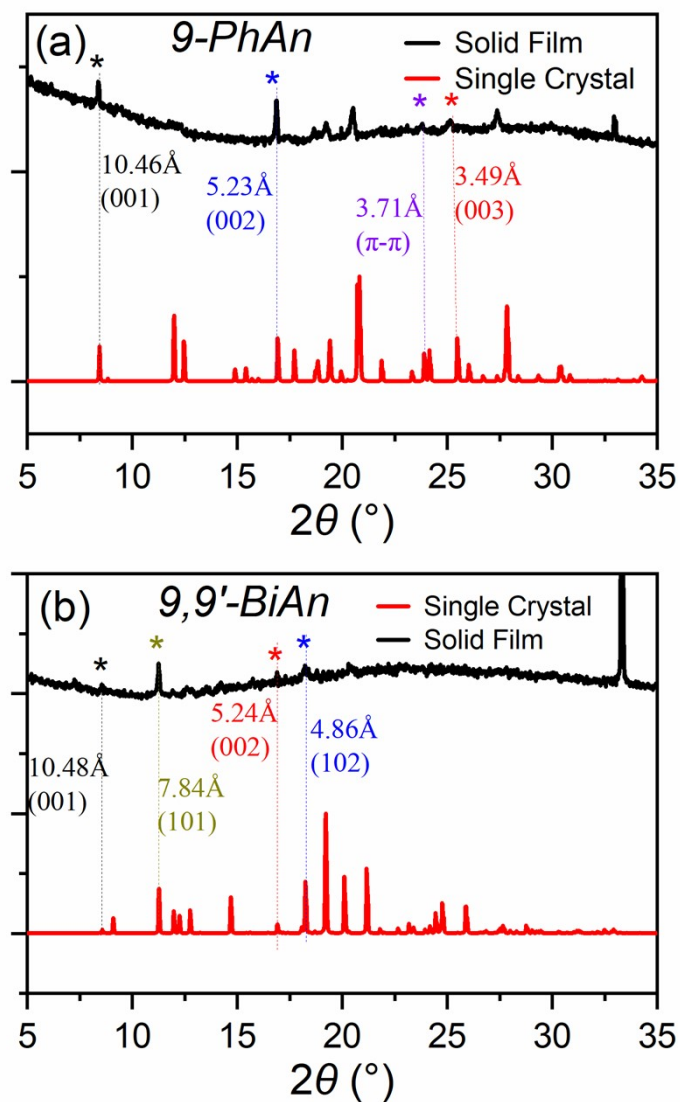 (a) 9-PhAn
Solid Film
Single Crystal
* * * *
10.46Å
(001)
5.23Å
(002)
3.71Å
(π-π)
3.49Å
(003)
5 10 15 20 25 30 35
2θ (°)
(b) 9,9'-BiAn
Single Crystal
Solid Film
* * * *
10.48Å
(001)
7.84Å
(101)
5.24Å
(002)
4.86Å
(102)
5 10 15 20 25 30 35
2θ (°)